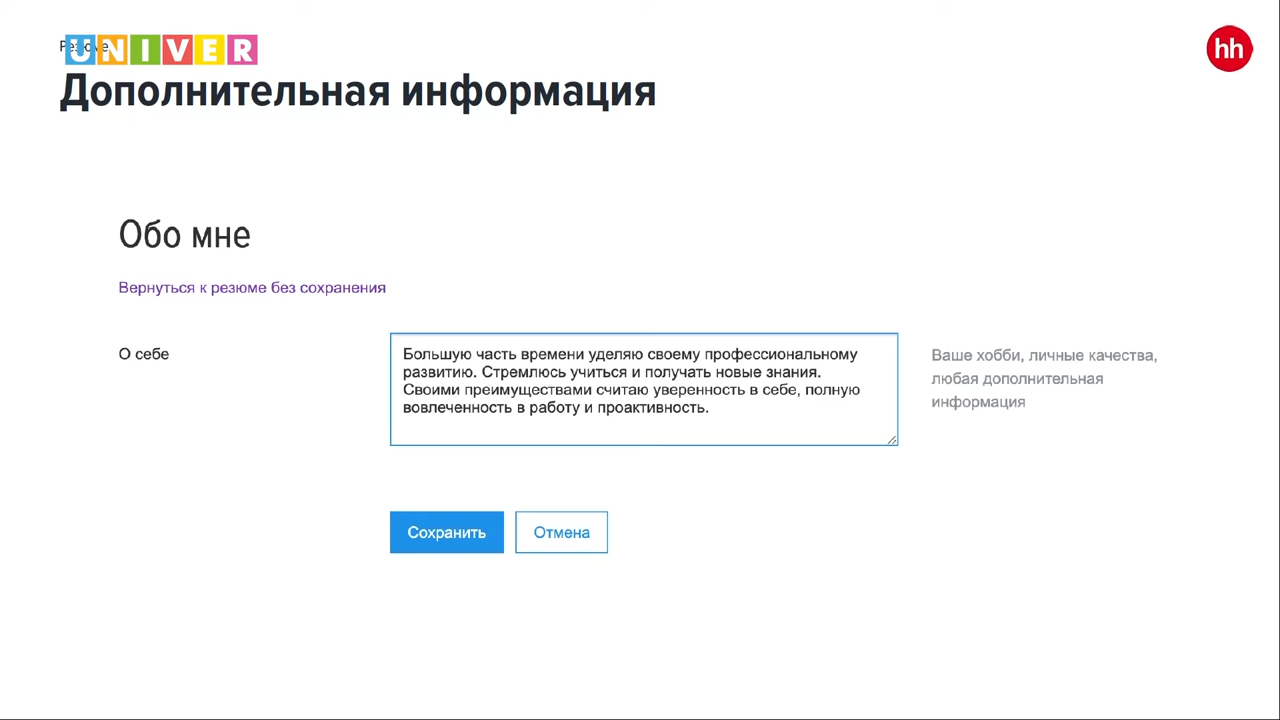 Резюме
UNIVER
hh
Дополнительная информация
Обо мне
Вернуться к резюме без сохранения
О себе
Большую часть времени уделяю своему профессиональному
развитию. Стремлюсь учиться и получать новые знания.
Своими преимуществами считаю уверенность в себе, полную
вовлеченность в работу и проактивность.
Ваше хобби, личные качества,
любая дополнительная
информация
Сохранить
Отмена